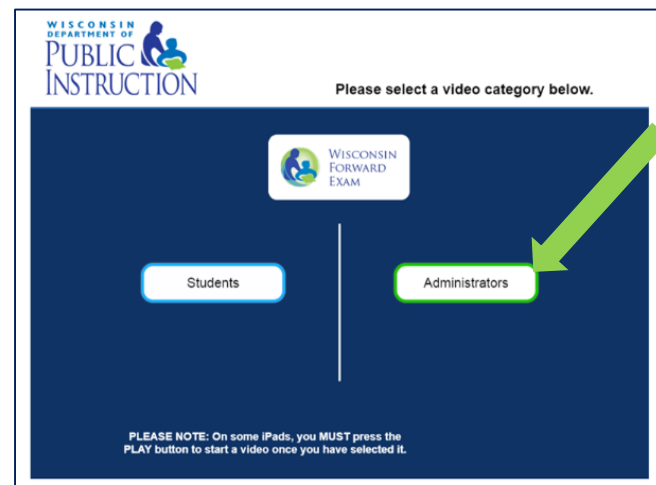 WISCONSIN
DEPARTMENT OF
PUBLIC
INSTRUCTION
Please select a video category below.
WISCONSIN
FORWARD
EXAM
Students
Administrators
PLEASE NOTE: On some iPads, you MUST press the
PLAY button to start a video once you have selected it.